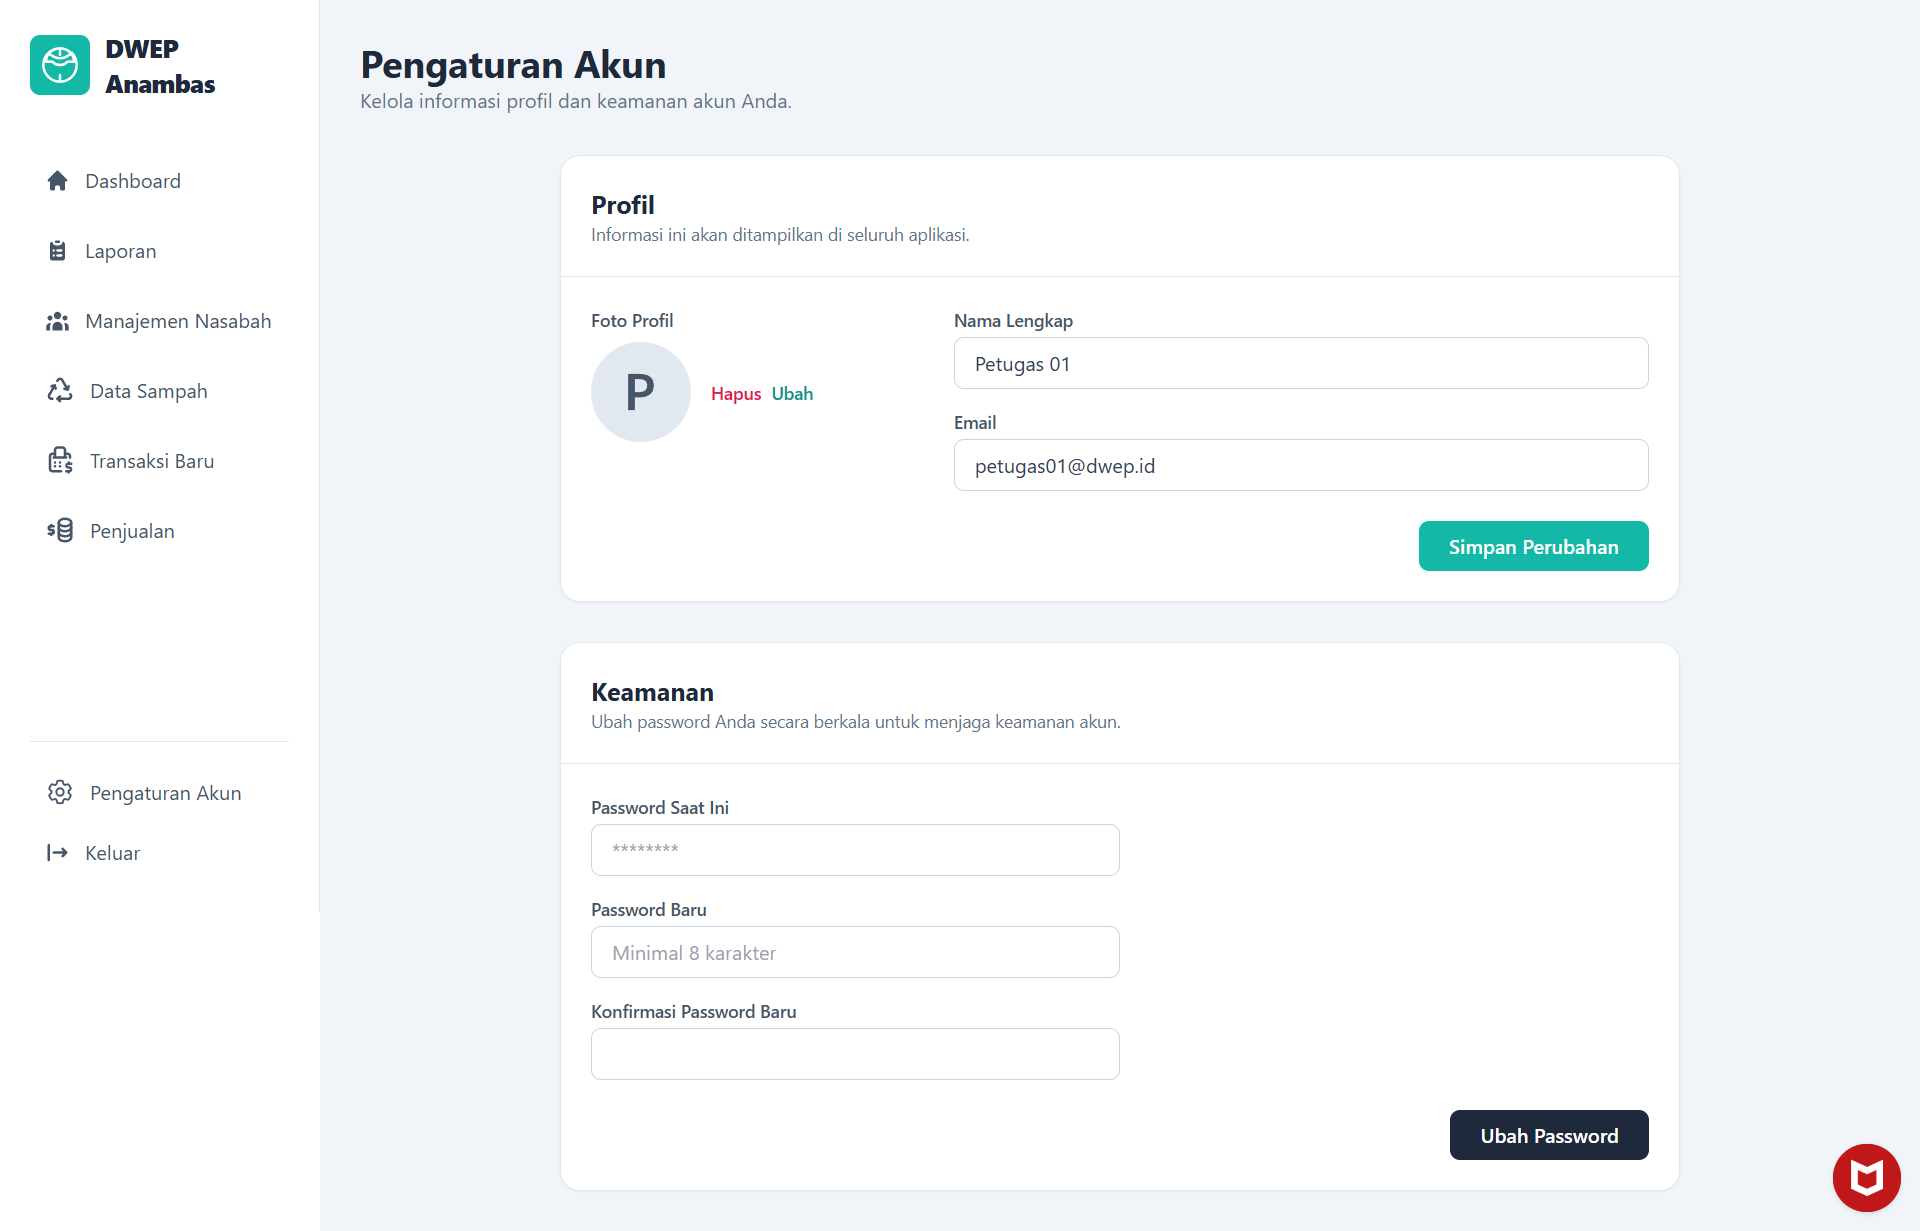 DWEP
Anambas
Dashboard
Laporan
Manajemen Nasabah
Data Sampah
Transaksi Baru
Penjualan
Pengaturan Akun
Keluar
Pengaturan Akun
Kelola informasi profil dan keamanan akun Anda.
Profil
Informasi ini akan ditampilkan di seluruh aplikasi.
Foto Profil
P
Hapus Ubah
Nama Lengkap
Petugas 01
Email
petugas01@dwep.id
Simpan Perubahan
Keamanan
Ubah password Anda secara berkala untuk menjaga keamanan akun.
Password Saat Ini
********
Password Baru
Minimal 8 karakter
Konfirmasi Password Baru
Ubah Password